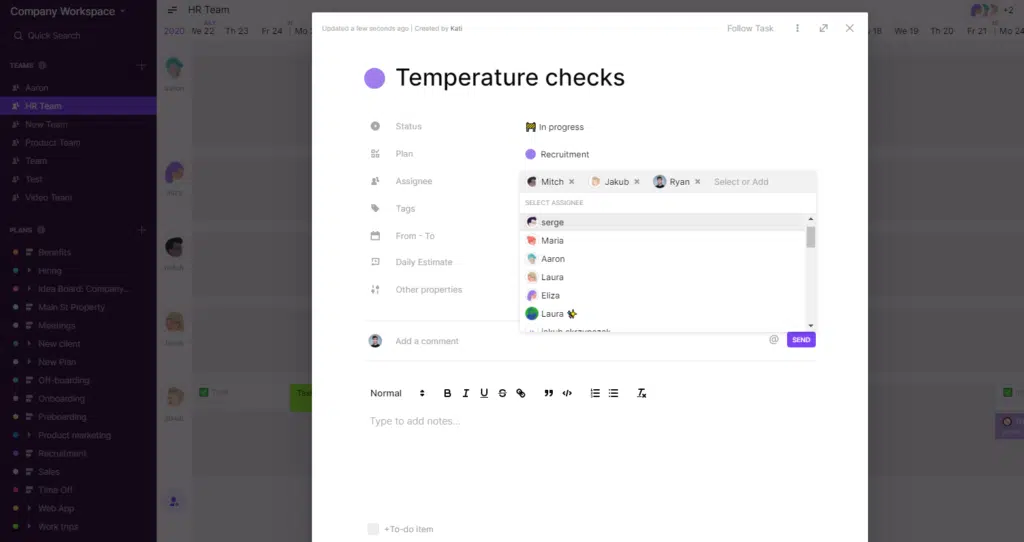 Company Workspace
Quick Search
TEAMS
Aaron
HR Team
New Team
Product Team
Team
Test
Video Team
PLANS
Benefits
Hiring
Idea Board: Company...
Main St Property
Meetings
New client
New Plan
Off-boarding
Onboarding
Preboarding
Product marketing
Recruitment
Sales
Time Off
Web App
Work trips
HR Team
+2
2020 We 22 Th 23 Fr 24 Mo
18 We 19 Th 20 Fr 21 Mo 24
Updated a few seconds ago | Created by Kati
Follow Task
Temperature checks
Status In progress
Plan Recruitment
Assignee Mitch × Jakub × Ryan × Select or Add
SELECT ASSIGNEE
Tags
From - To
Daily Estimate
Other properties
serge
Maria
Aaron
Laura
Eliza
Laura
jakub skrzypczak
Add a comment @ SEND
Normal B I U S
Type to add notes...
+To-do item